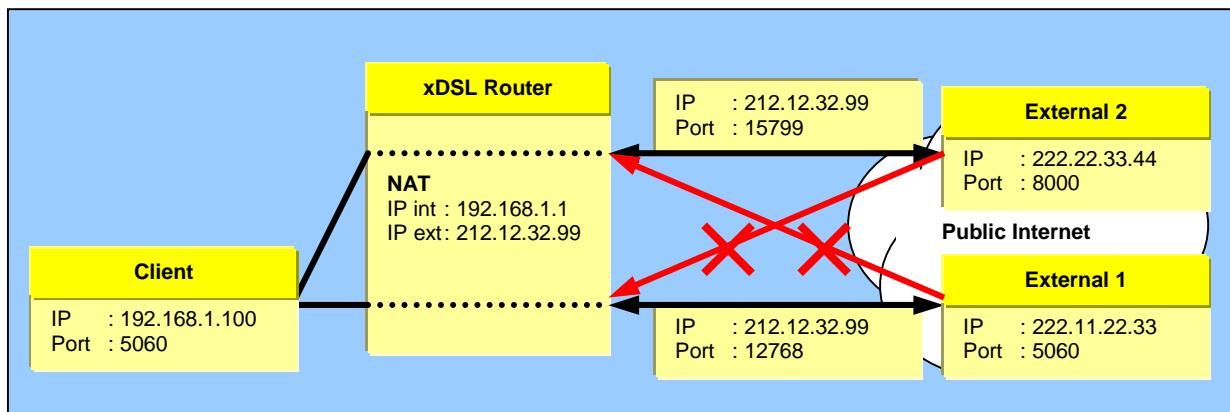 xDSL Router
NAT
IP int : 192.168.1.1
IP ext : 212.12.32.99
IP : 212.12.32.99
Port : 15799
External 2
IP : 222.22.33.44
Port : 8000
Public Internet
Client
IP : 192.168.1.100
Port : 5060
IP : 212.12.32.99
Port : 12768
External 1
IP : 222.11.22.33
Port : 5060